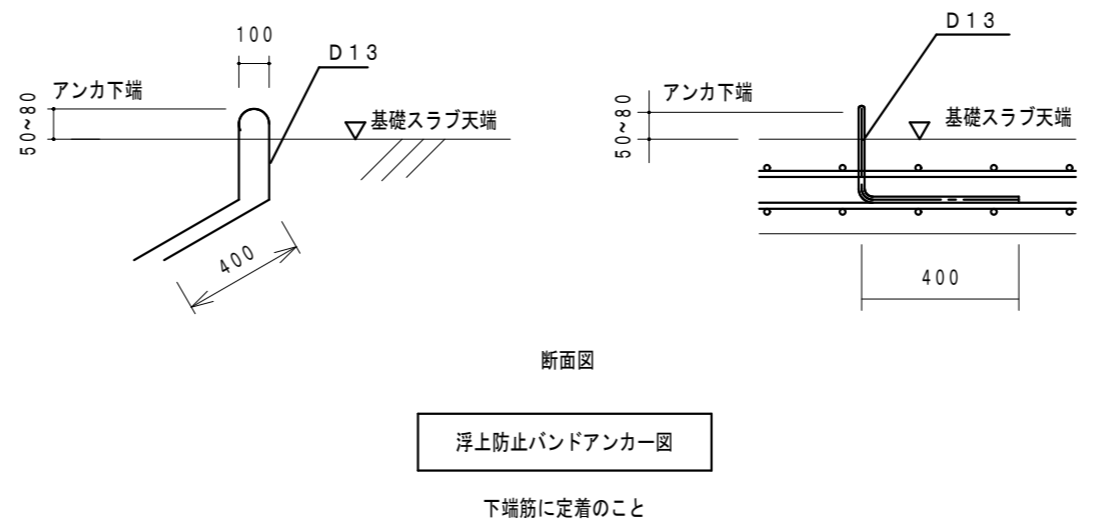 100
D13
アンカ下端
50~80
基礎スラブ天端
400
D13
アンカ下端
50~80
基礎スラブ天端
400
断面図
浮上防止バンドアンカー図
下端筋に定着のこと